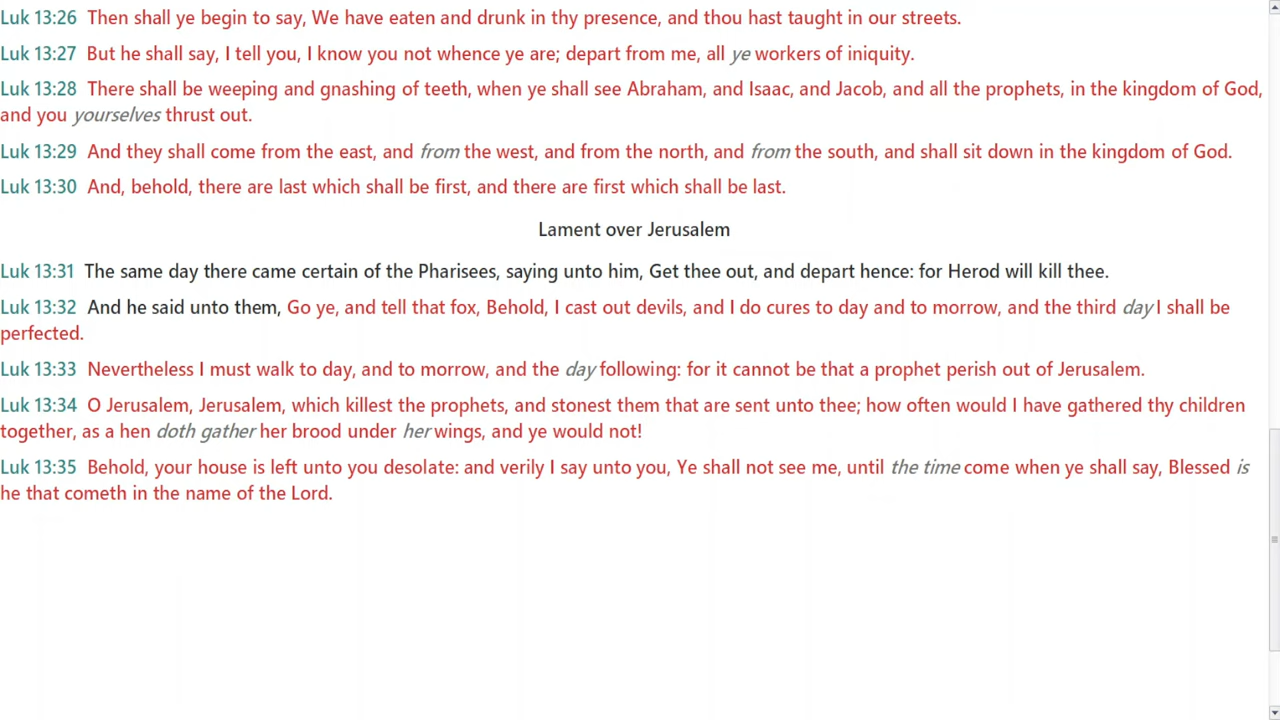 Luk 13:26 Then shall ye begin to say, We have eaten and drunk in thy presence, and thou hast taught in our streets.
Luk 13:27 But he shall say, I tell you, I know you not whence ye are; depart from me, all ye workers of iniquity.
Luk 13:28 There shall be weeping and gnashing of teeth, when ye shall see Abraham, and Isaac, and Jacob, and all the prophets, in the kingdom of God,
and you yourselves thrust out.
Luk 13:29 And they shall come from the east, and from the west, and from the north, and from the south, and shall sit down in the kingdom of God.
Luk 13:30 And, behold, there are last which shall be first, and there are first which shall be last.
Lament over Jerusalem
Luk 13:31 The same day there came certain of the Pharisees, saying unto him, Get thee out, and depart hence: for Herod will kill thee.
Luk 13:32 And he said unto them, Go ye, and tell that fox, Behold, I cast out devils, and I do cures to day and to morrow, and the third day I shall be
perfected.
Luk 13:33 Nevertheless I must walk to day, and to morrow, and the day following: for it cannot be that a prophet perish out of Jerusalem.
Luk 13:34 O Jerusalem, Jerusalem, which killest the prophets, and stonest them that are sent unto thee; how often would I have gathered thy children
together, as a hen doth gather her brood under her wings, and ye would not!
Luk 13:35 Behold, your house is left unto you desolate: and verily I say unto you, Ye shall not see me, until the time come when ye shall say, Blessed is
he that cometh in the name of the Lord.